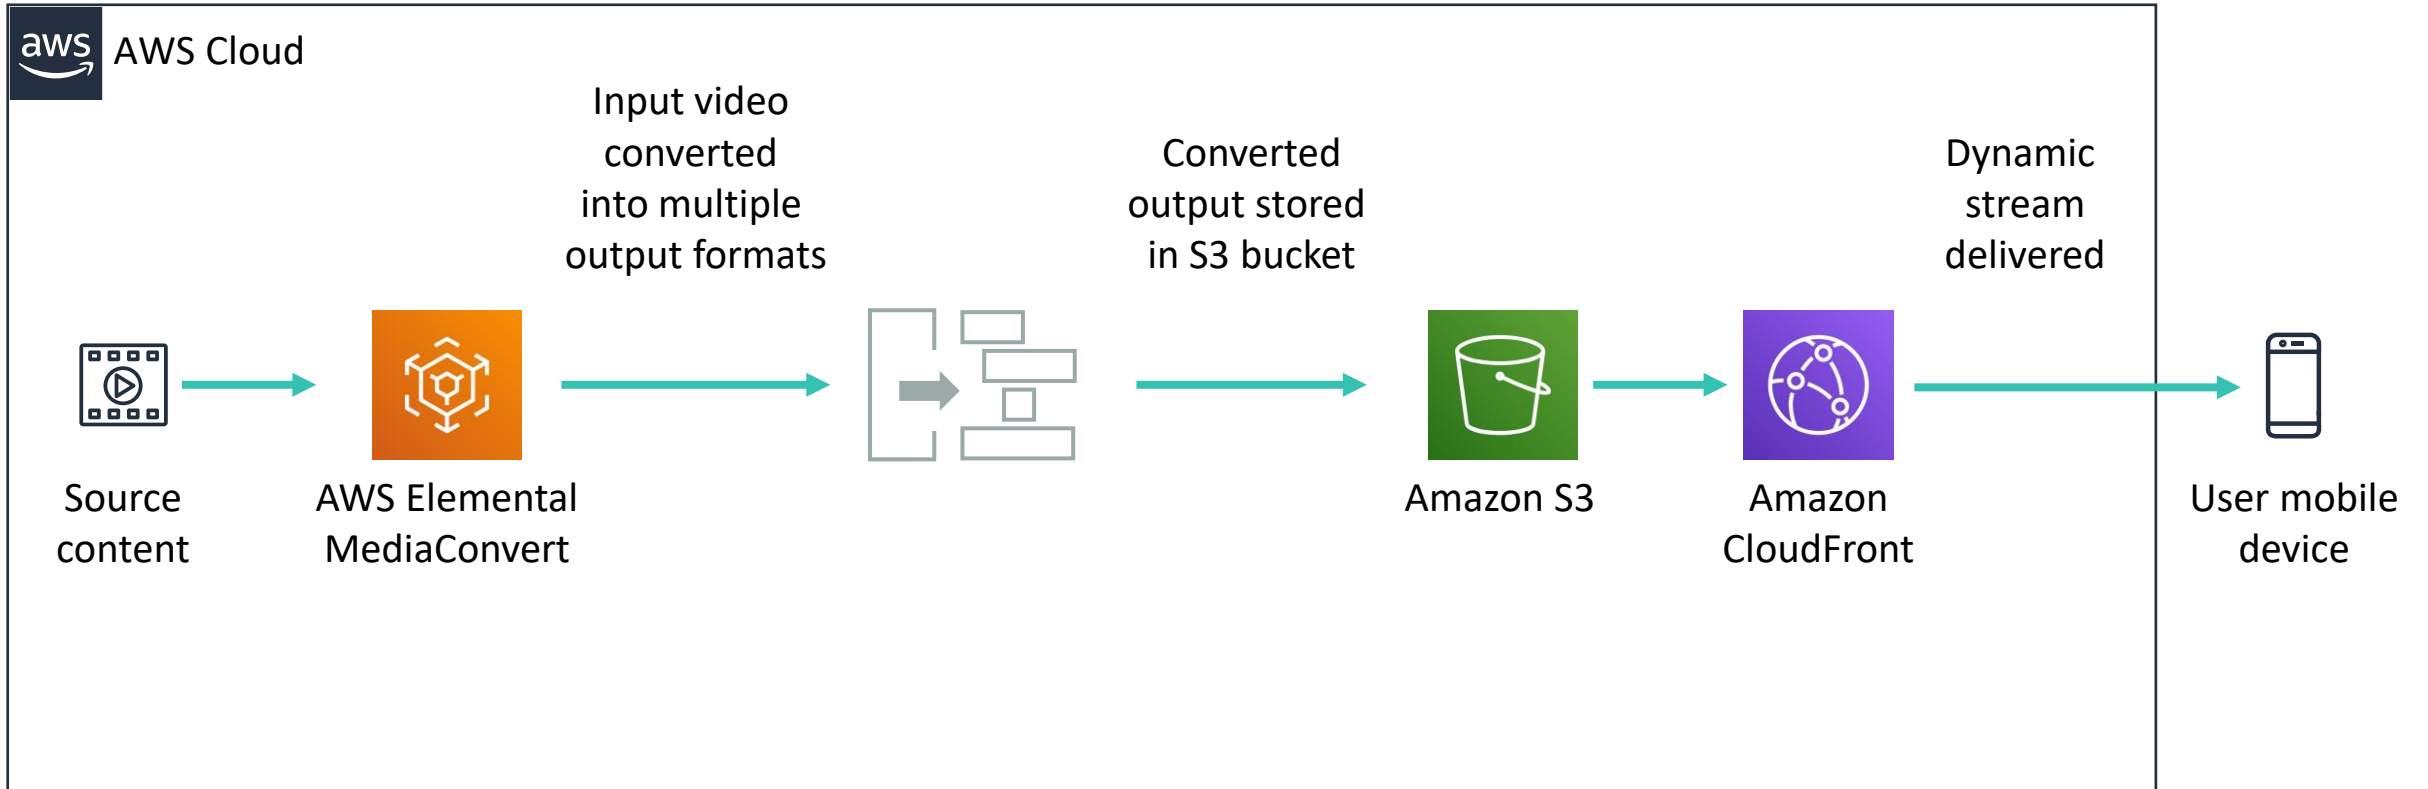 aws
AWS Cloud
Input video
converted
into multiple
output formats
Converted
output stored
in S3 bucket
Dynamic
stream
delivered
Source
content
AWS Elemental
MediaConvert
Amazon S3
Amazon
CloudFront
User mobile
device